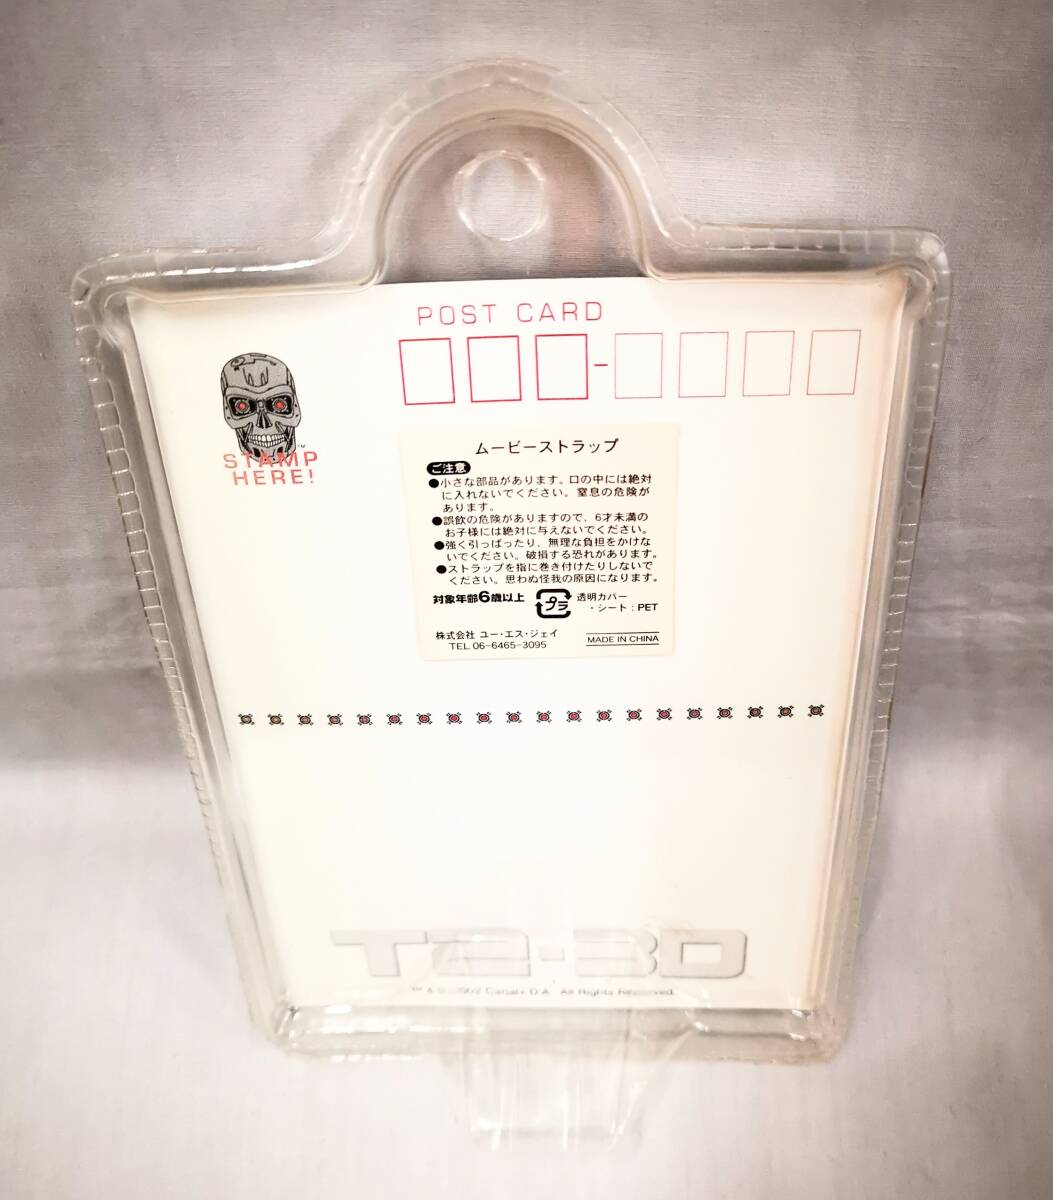 POST CARD
STAMP
HERE!
ムービーストラップ
ご注意
●小さな部品があります。口の中には絶対
に入れないでください。窒息の危険が
あります。
●誤飲の危険がありますので、6才未満の
お子様には絶対に与えないでください。
●強く引っぱったり、無理な負担をかけな
いでください。破損する恐れがあります。
●ストラップを指に巻き付けたりしないで
ください。思わぬ怪我の原因になります。
対象年齢6歳以上
プラ
透明カバー
・シート：PET
株式会社 ユー・エス・ジェイ
TEL 06-6465-3095
MADE IN CHINA
T2·3D
D.A. All Rights Reserved.